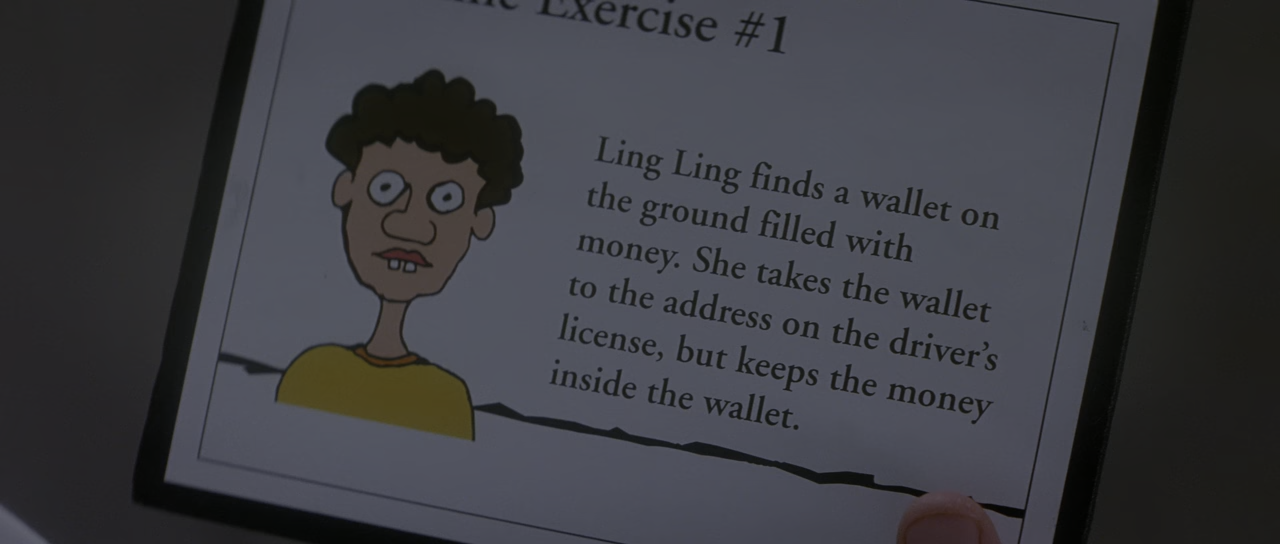 Exercise #1
Ling Ling finds a wallet on
the ground filled with
money. She takes the wallet
to the address on the driver's
license, but keeps the money
inside the wallet.